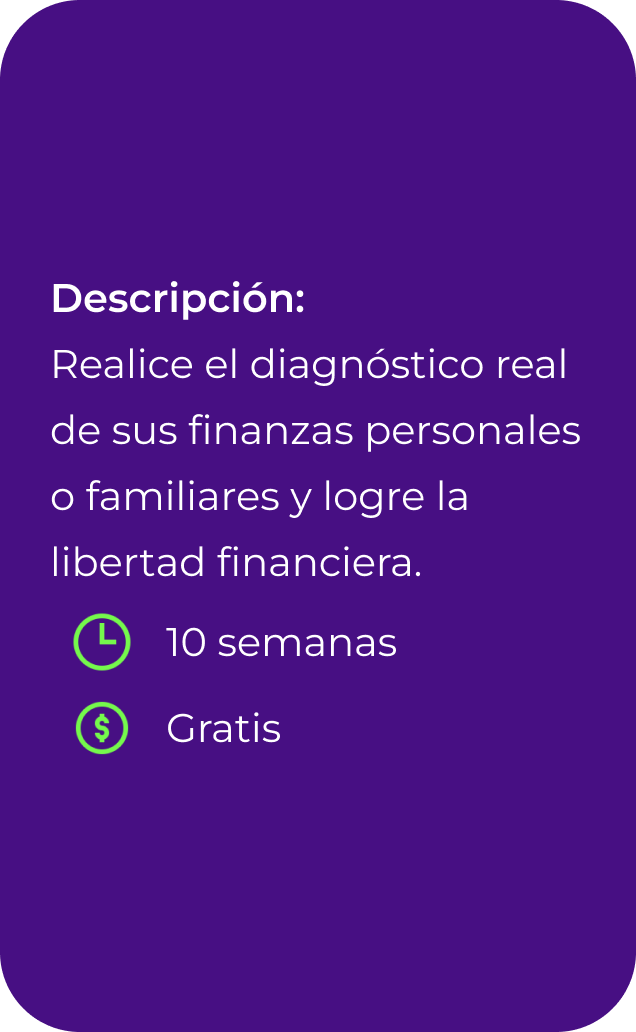 Descripción:
Realice el diagnóstico real
de sus finanzas personales
o familiares y logre la
libertad financiera.
10 semanas
$ Gratis